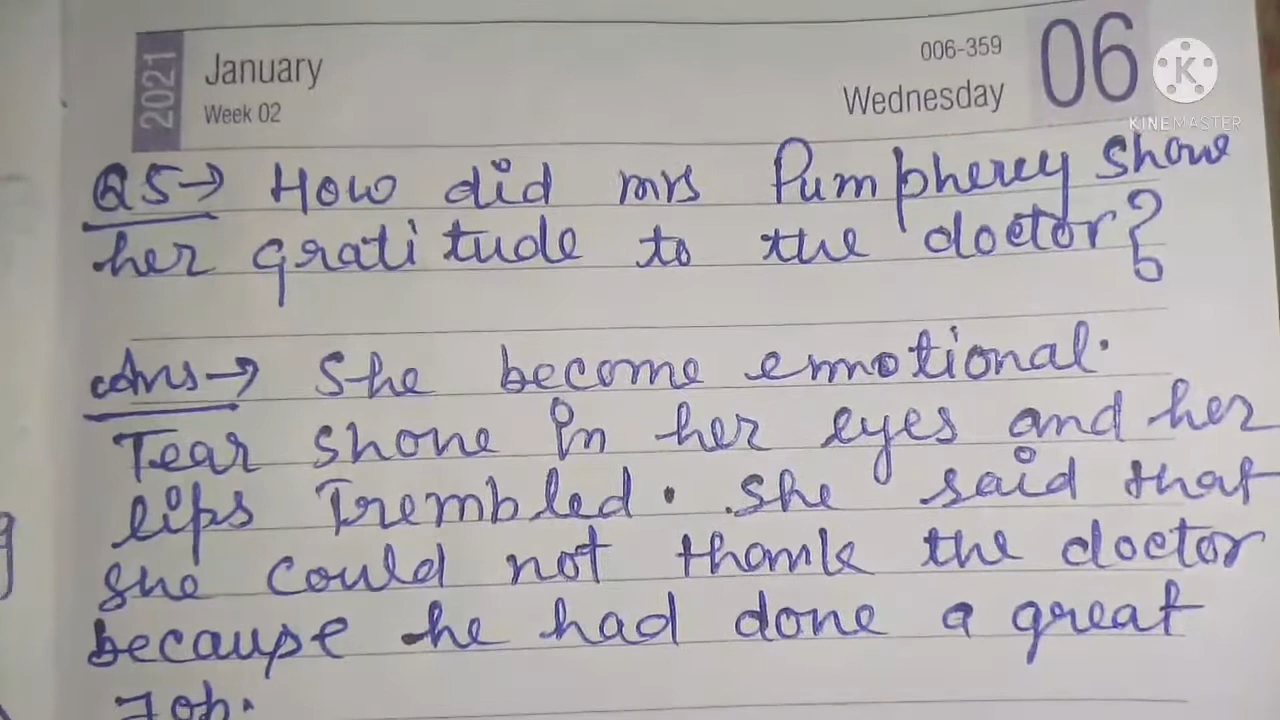 2021
January
Week 02
006-359
Wednesday
06
K
KINEMASTER
Q5→ How did mrs Pumpherey show
her gratitude to the doctor?
Ans→ She become emotional.
Tear shone in her eyes and her
lips Trembled. She said that
she could not thank the doctor
because he had done a great
Job.